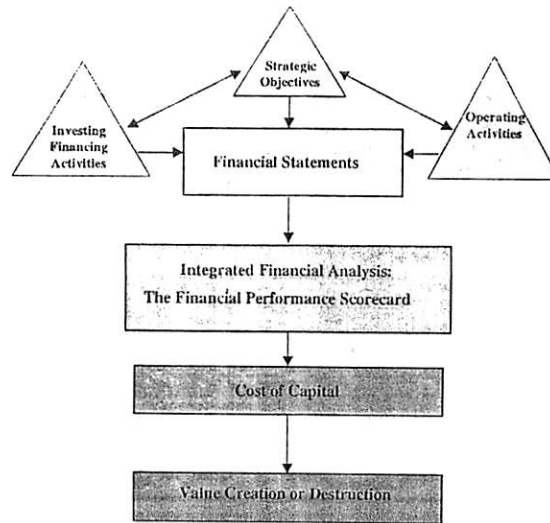 Strategic
Objectives
Investing
Financing
Activities
Operating
Activities
Financial Statements
Integrated Financial Analysis:
The Financial Performance Scorecard
Cost of Capital
Value Creation or Destruction